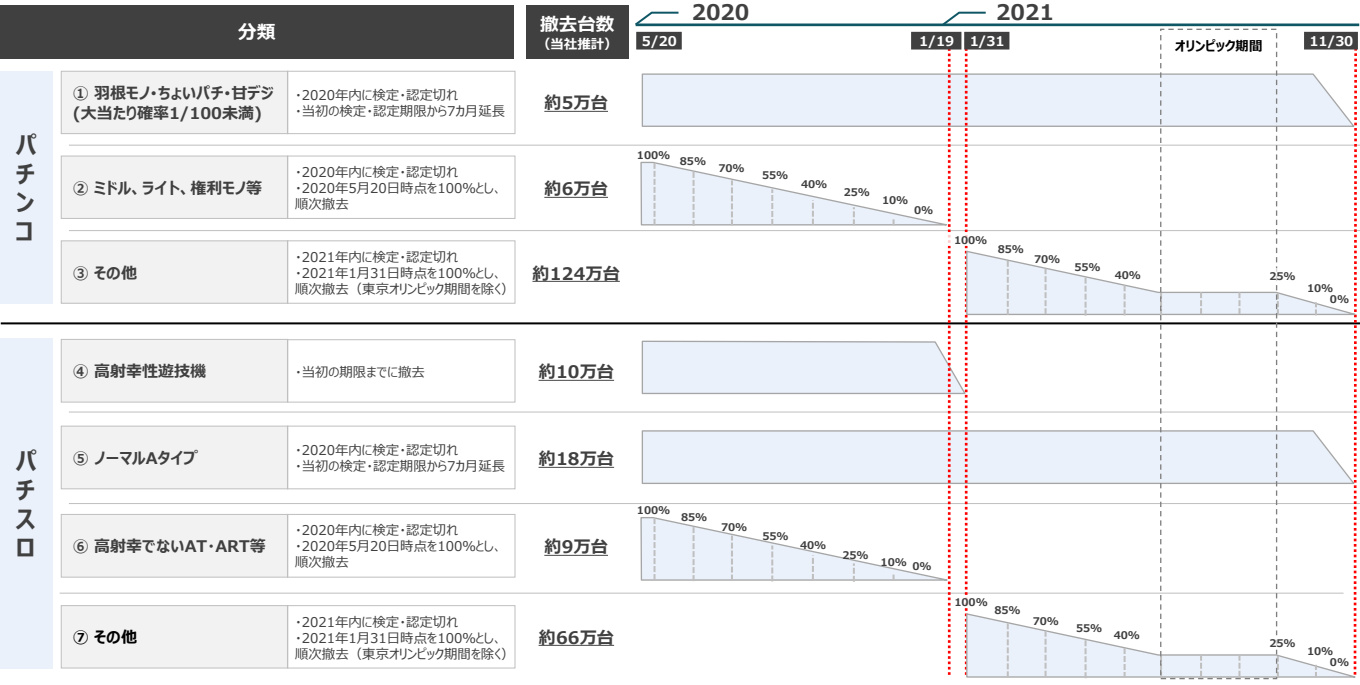 分類
撤去台数
(当社推計)
2020
2021
5/20
1/19
1/31
オリンピック期間
11/30
パチンコ
① 羽根モノ・ちょいパチ・甘デジ
(大当たり確率1/100未満)
・2020年内に検定・認定切れ
・当初の検定・認定期限から7カ月延長
約5万台
② ミドル、ライト、権利モノ等
・2020年内に検定・認定切れ
・2020年5月20日時点を100%とし、
順次撤去
約6万台
100%
85%
70%
55%
40%
25%
10%
0%
③ その他
・2021年内に検定・認定切れ
・2021年1月31日時点を100%とし、
順次撤去（東京オリンピック期間を除く）
約124万台
100%
85%
70%
55%
40%
25%
10%
0%
パチスロ
④ 高射幸性遊技機
・当初の期限までに撤去
約10万台
⑤ ノーマルAタイプ
・2020年内に検定・認定切れ
・当初の検定・認定期限から7カ月延長
約18万台
⑥ 高射幸でないAT・ART等
・2020年内に検定・認定切れ
・2020年5月20日時点を100%とし、
順次撤去
約9万台
100%
85%
70%
55%
40%
25%
10%
0%
⑦ その他
・2021年内に検定・認定切れ
・2021年1月31日時点を100%とし、
順次撤去（東京オリンピック期間を除く）
約66万台
100%
85%
70%
55%
40%
25%
10%
0%